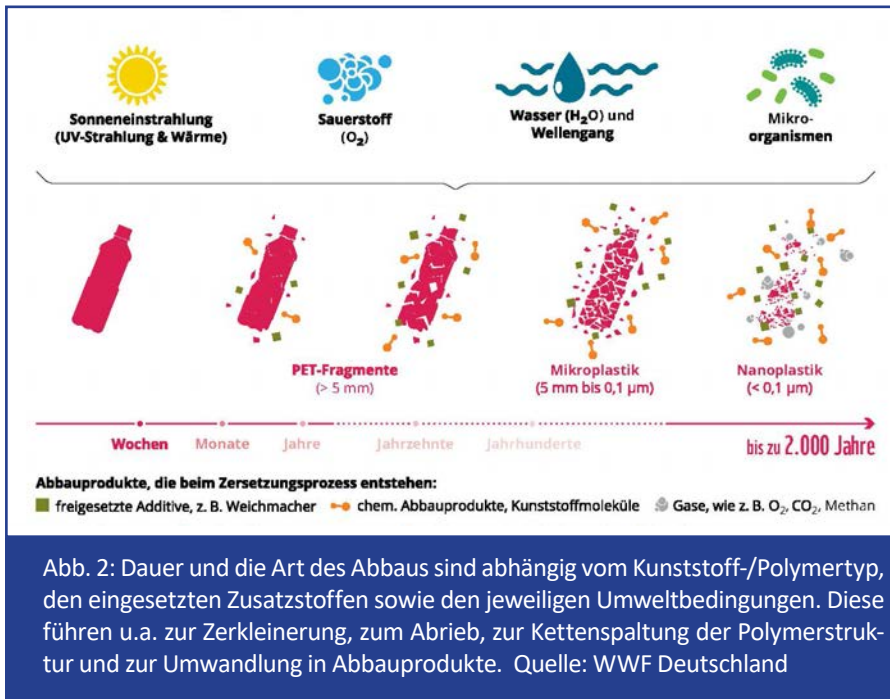 Sonneneinstrahlung
(UV-Strahlung & Wärme)
Sauerstoff
(O₂)
Wasser (H₂O) und
Wellengang
Mikro-
organismen
PET-Fragmente
(> 5 mm)
Mikroplastik
(5 mm bis 0,1 µm)
Nanoplastik
(< 0,1 µm)
Wochen Monate Jahre Jahrzehnte Jahrhunderte bis zu 2.000 Jahre
Abbauprodukte, die beim Zersetzungsprozess entstehen:
freigesetzte Additive, z. B. Weichmacher chem. Abbauprodukte, Kunststoffmoleküle Gase, wie z. B. O₂, CO₂, Methan
Abb. 2: Dauer und die Art des Abbaus sind abhängig vom Kunststoff-/Polymertyp,
den eingesetzten Zusatzstoffen sowie den jeweiligen Umweltbedingungen. Diese
führen u.a. zur Zerkleinerung, zum Abrieb, zur Kettenspaltung der Polymerstruk-
tur und zur Umwandlung in Abbauprodukte. Quelle: WWF Deutschland